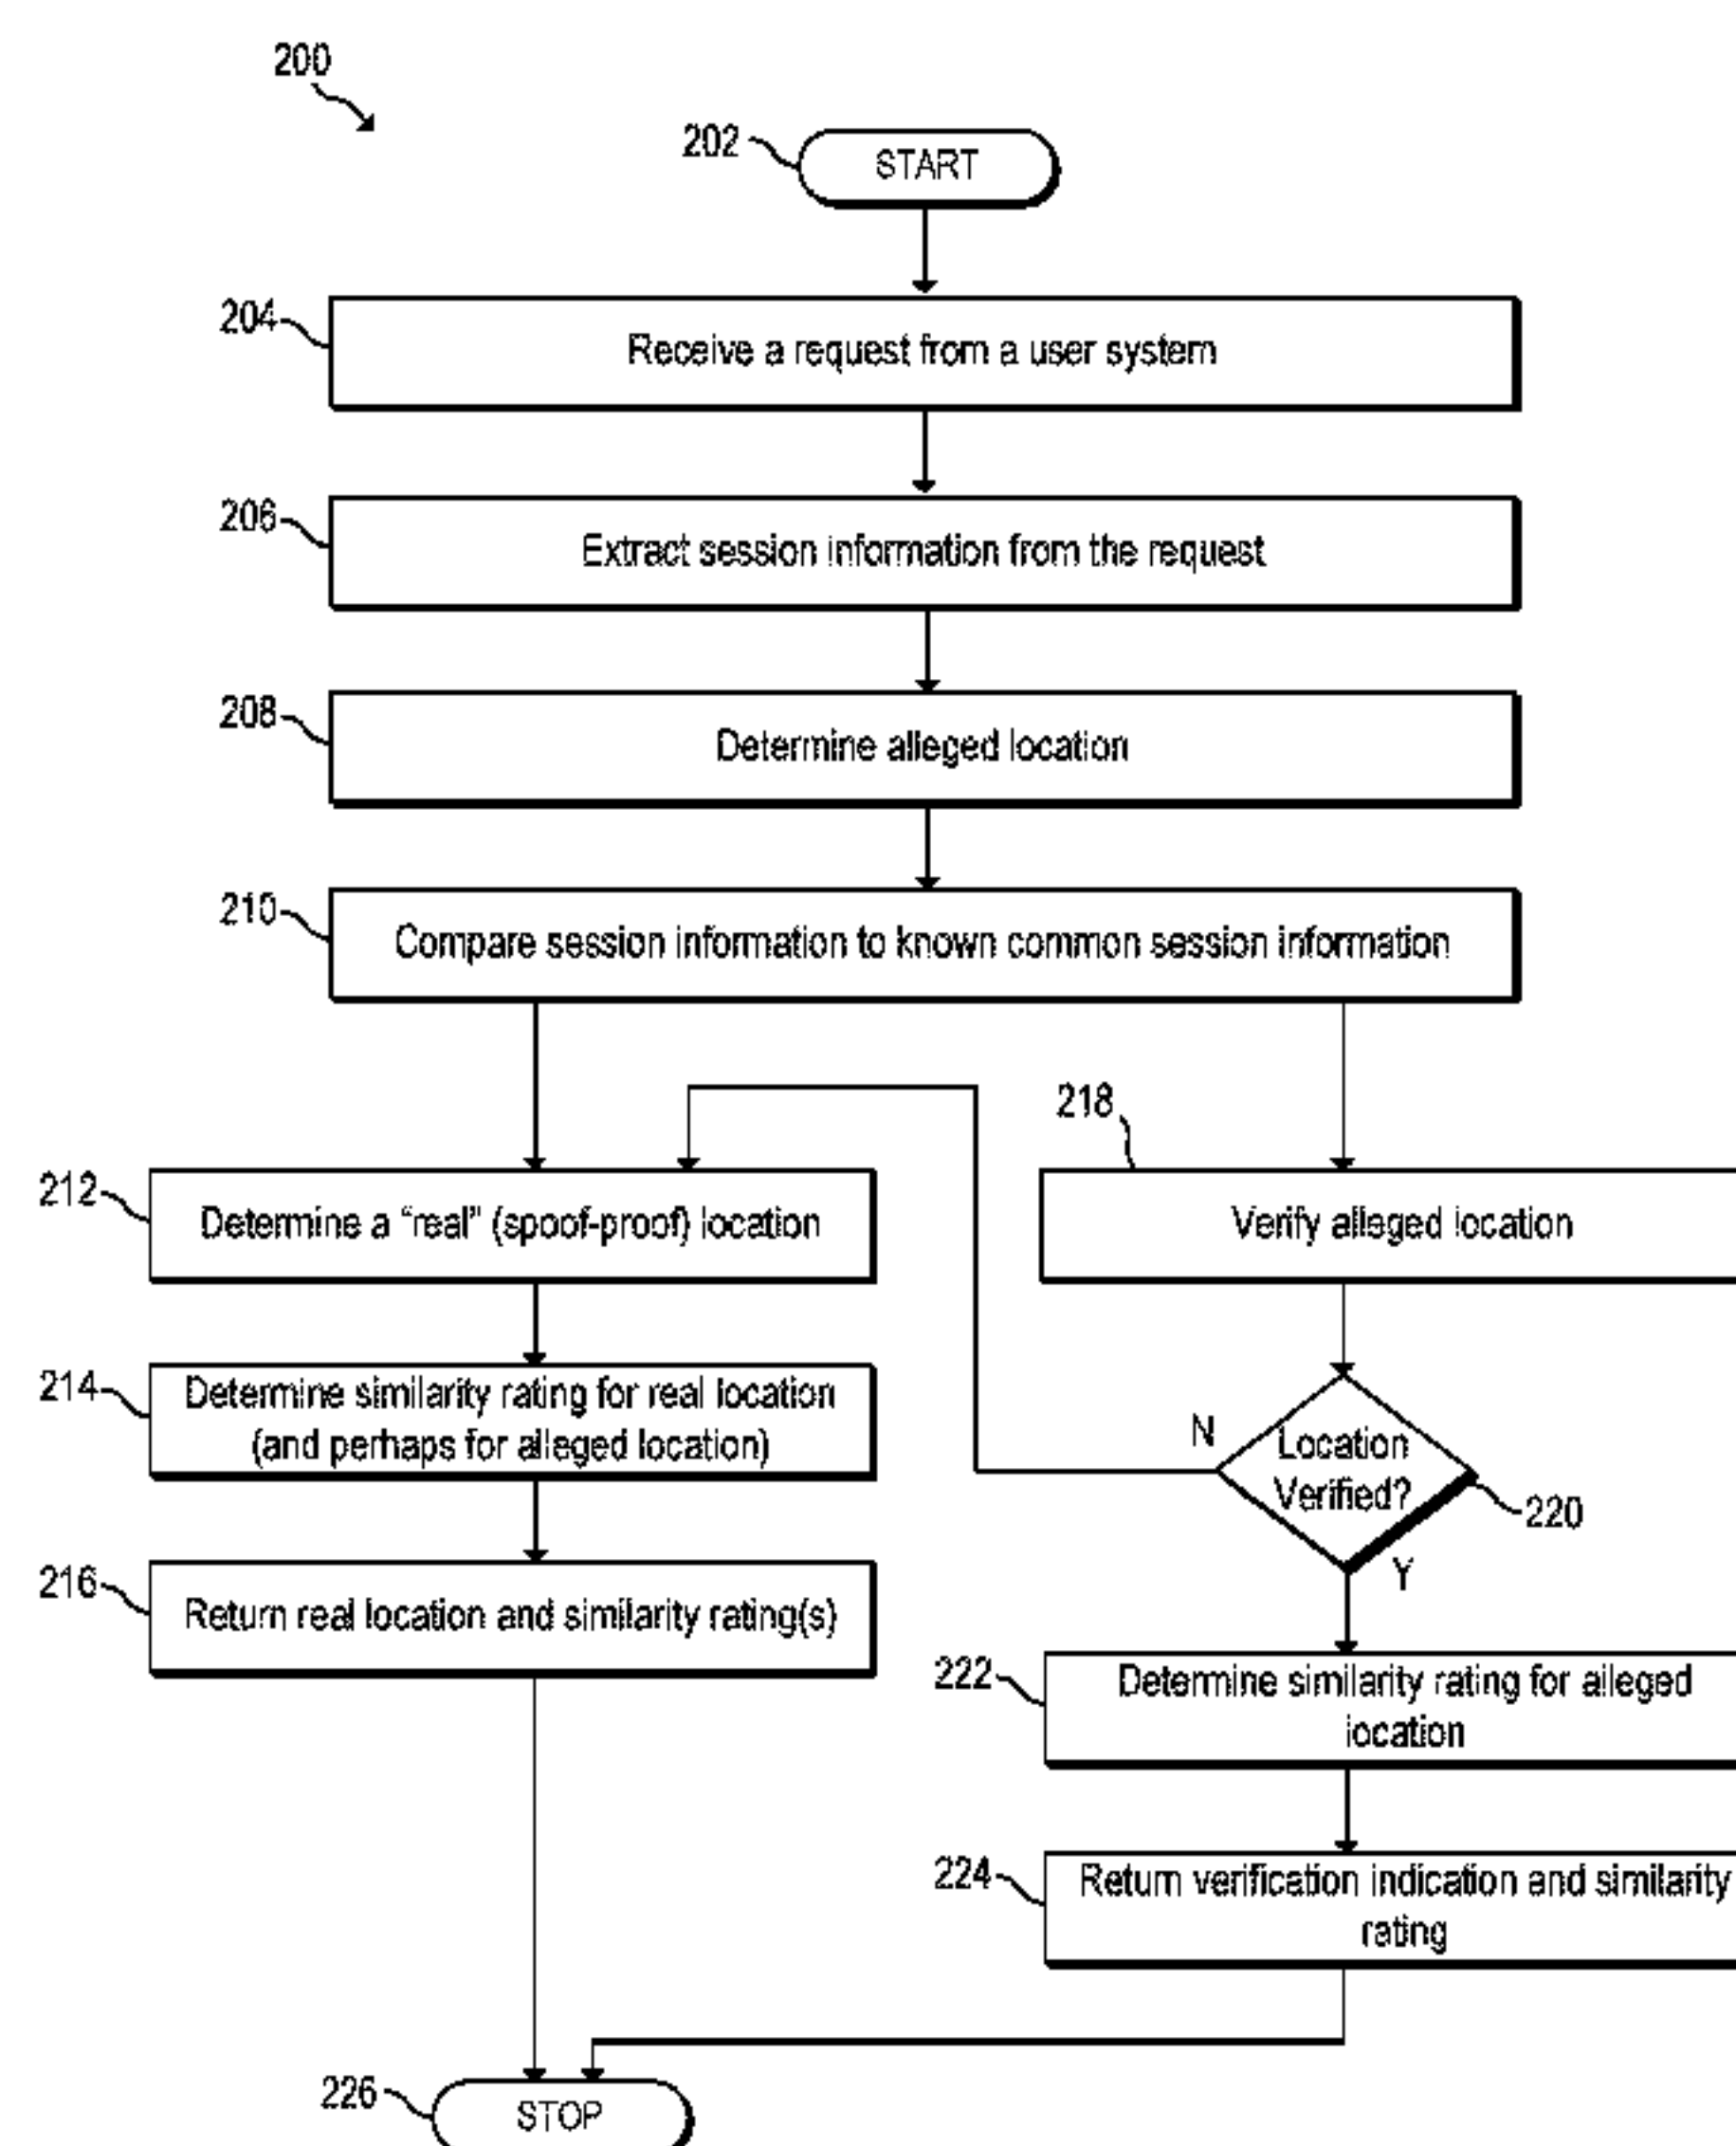 200
202
START
204
Receive a request from a user system
206
Extract session information from the request
208
Determine alleged location
210
Compare session information to known common session information
212
Determine a “real” (spoof-proof) location
218
Verify alleged location
214
Determine similarity rating for real location
(and perhaps for alleged location)
N
Location
Verified?
220
Y
216
Return real location and similarity rating(s)
222
Determine similarity rating for alleged
location
224
Return verification indication and similarity
rating
226
STOP